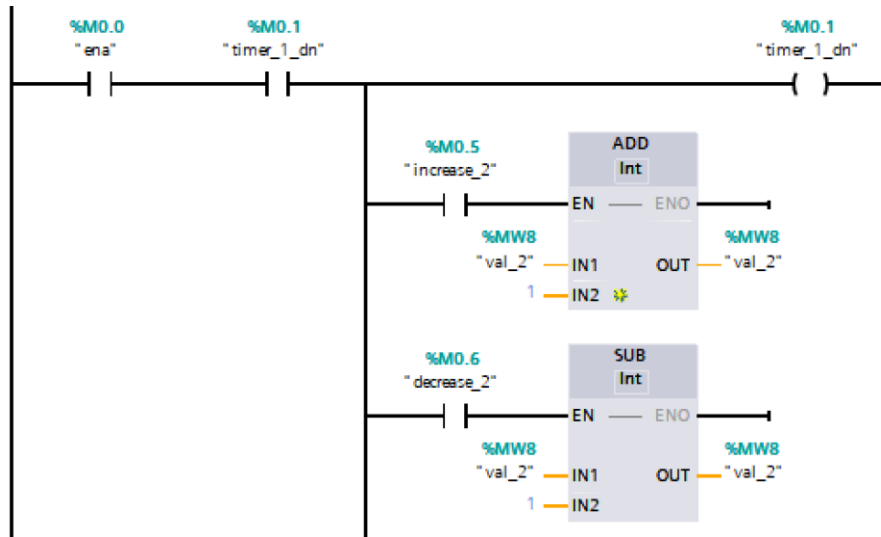 %M0.0 %M0.1 %M0.1
"ena" "timer_1_dn" "timer_1_dn"
%M0.5 ADD
"increase_2" Int
EN ENO
%MW8 %MW8
"val_2" IN1 OUT "val_2"
1 IN2
%M0.6 SUB
"decrease_2" Int
EN ENO
%MW8 %MW8
"val_2" IN1 OUT "val_2"
1 IN2